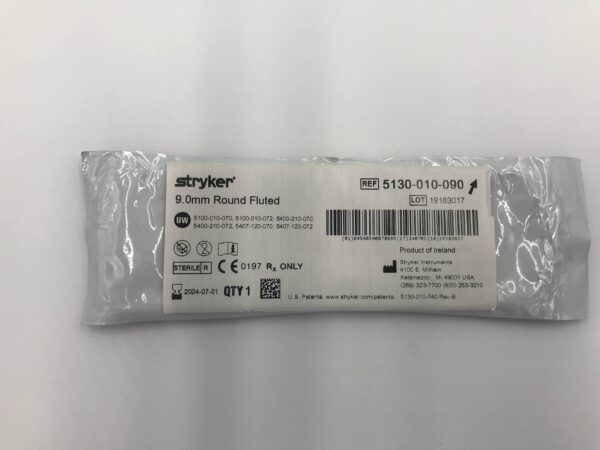 stryker®
9.0mm Round Fluted
UW 5100-010-070, 5100-010-072, 5400-210-070,
5400-210-072, 5407-120-070, 5407-120-072
STERILE R CE 0197 Rx ONLY
2024-07-01 QTY 1
REF 5130-010-090
LOT 19183017
Product of Ireland
Stryker Instruments
4100 E. Milham
Kalamazoo, MI 49001 USA
(269) 323-7700 (800) 253-3210
U.S. Patents: www.stryker.com/patents 5130-010-740 Rev-B